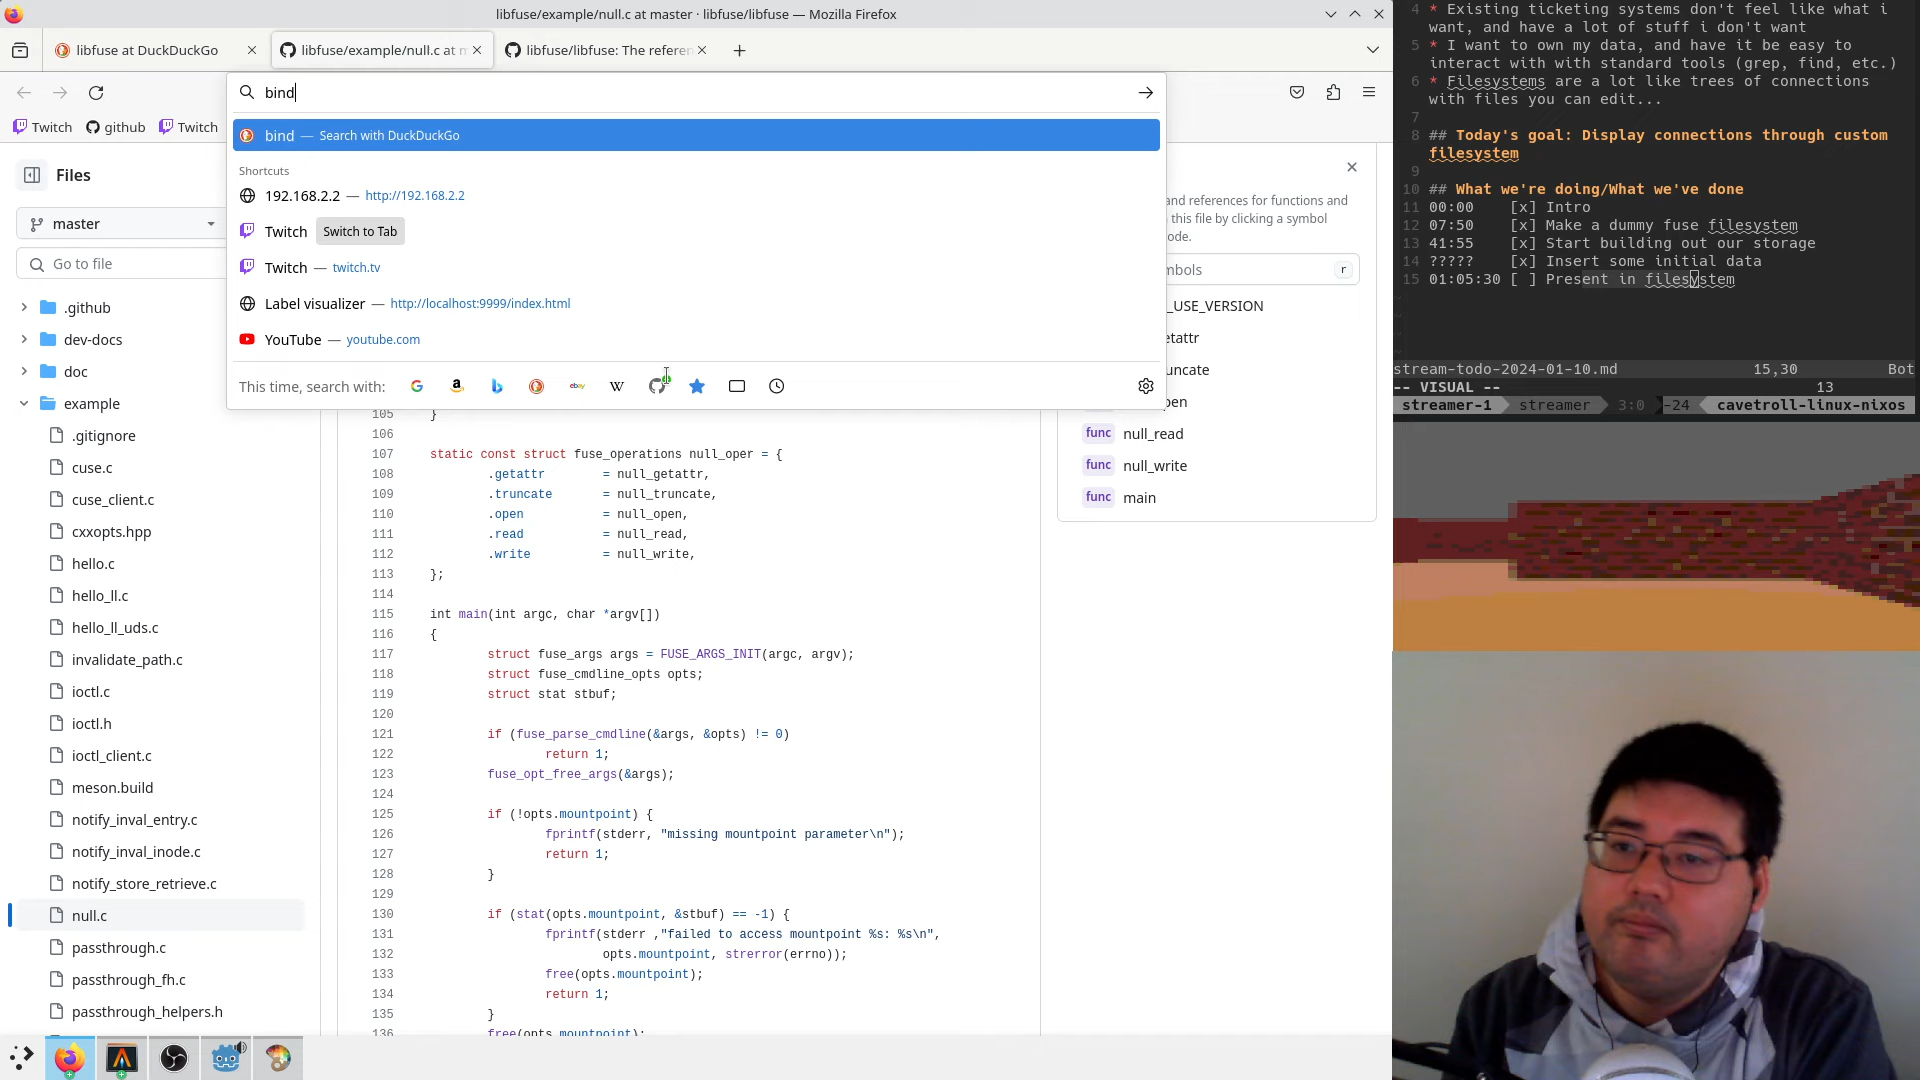 libfuse/example/null.c at master · libfuse/libfuse — Mozilla Firefox
libfuse at DuckDuckGo
libfuse/example/null.c at m
libfuse/libfuse: The referen
bind
Twitch
github
Twitch
bind — Search with DuckDuckGo
Shortcuts
192.168.2.2 — http://192.168.2.2
Twitch Switch to Tab
Twitch — twitch.tv
Label visualizer — http://localhost:9999/index.html
YouTube — youtube.com
This time, search with:
Files
master
Go to file
.github
dev-docs
doc
example
.gitignore
cuse.c
cuse_client.c
cxxopts.hpp
hello.c
hello_ll.c
hello_ll_uds.c
invalidate_path.c
ioctl.c
ioctl.h
ioctl_client.c
meson.build
notify_inval_entry.c
notify_inval_inode.c
notify_store_retrieve.c
null.c
passthrough.c
passthrough_fh.c
passthrough_helpers.h
105 }
106
107 static const struct fuse_operations null_oper = {
108 .getattr = null_getattr,
109 .truncate = null_truncate,
110 .open = null_open,
111 .read = null_read,
112 .write = null_write,
113 };
114
115 int main(int argc, char *argv[])
116 {
117 struct fuse_args args = FUSE_ARGS_INIT(argc, argv);
118 struct fuse_cmdline_opts opts;
119 struct stat stbuf;
120
121 if (fuse_parse_cmdline(&args, &opts) != 0)
122 return 1;
123 fuse_opt_free_args(&args);
124
125 if (!opts.mountpoint) {
126 fprintf(stderr, "missing mountpoint parameter\n");
127 return 1;
128 }
129
130 if (stat(opts.mountpoint, &stbuf) == -1) {
131 fprintf(stderr ,"failed to access mountpoint %s: %s\n",
132 opts.mountpoint, strerror(errno));
133 free(opts.mountpoint);
134 return 1;
135 }
136 free(opts.mountpoint);
and references for functions and
this file by clicking a symbol
ode.
mbols r
_USE_VERSION
etattr
uncate
pen
func null_read
func null_write
func main
4 * Existing ticketing systems don't feel like what i
want, and have a lot of stuff i don't want
5 * I want to own my data, and have it be easy to
interact with with standard tools (grep, find, etc.)
6 * Filesystems are a lot like trees of connections
with files you can edit...
7
8 ## Today's goal: Display connections through custom
filesystem
9
10 ## What we're doing/What we've done
11 00:00 [x] Intro
12 07:50 [x] Make a dummy fuse filesystem
13 41:55 [x] Start building out our storage
14 ????? [x] Insert some initial data
15 01:05:30 [ ] Present in filesystem
~
~
~
stream-todo-2024-01-10.md 15,30 Bot
-- VISUAL -- 13
streamer-1 streamer 3:0 -24 cavetroll-linux-nixos